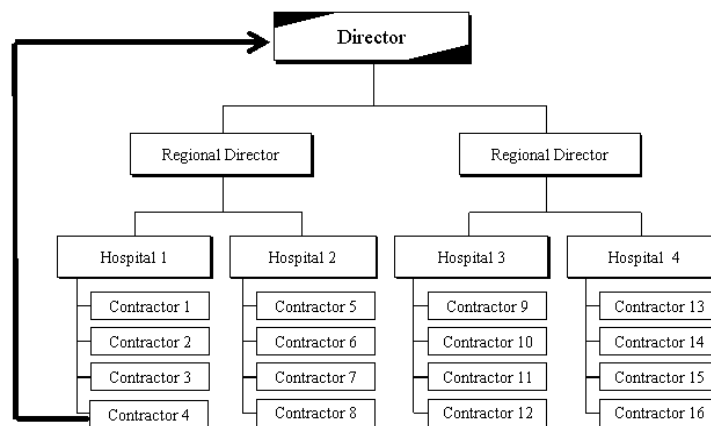 Director
Regional Director
Regional Director
Hospital 1
Hospital 2
Hospital 3
Hospital 4
Contractor 1
Contractor 5
Contractor 9
Contractor 13
Contractor 2
Contractor 6
Contractor 10
Contractor 14
Contractor 3
Contractor 7
Contractor 11
Contractor 15
Contractor 4
Contractor 8
Contractor 12
Contractor 16